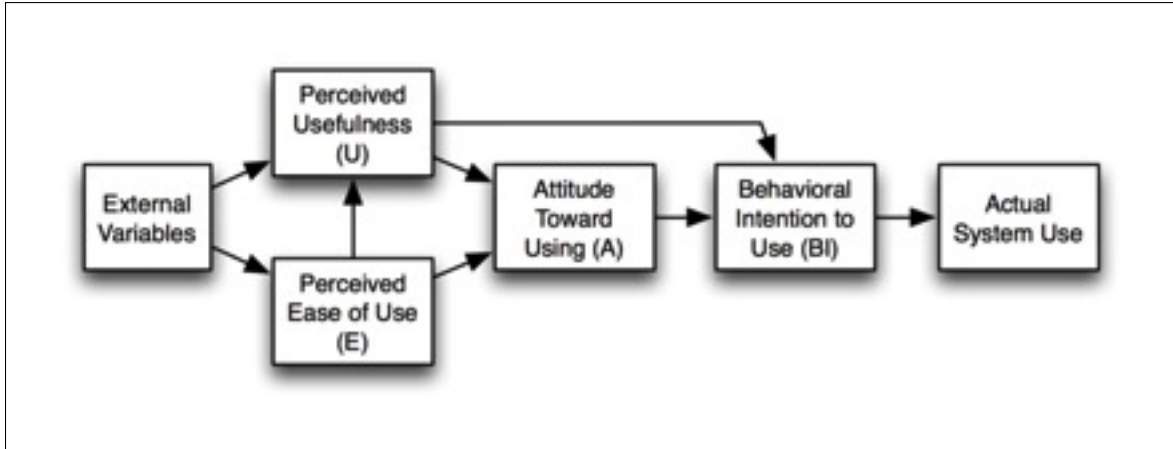 External
Variables
Perceived
Usefulness
(U)
Perceived
Ease of Use
(E)
Attitude
Toward
Using (A)
Behavioral
Intention to
Use (BI)
Actual
System Use